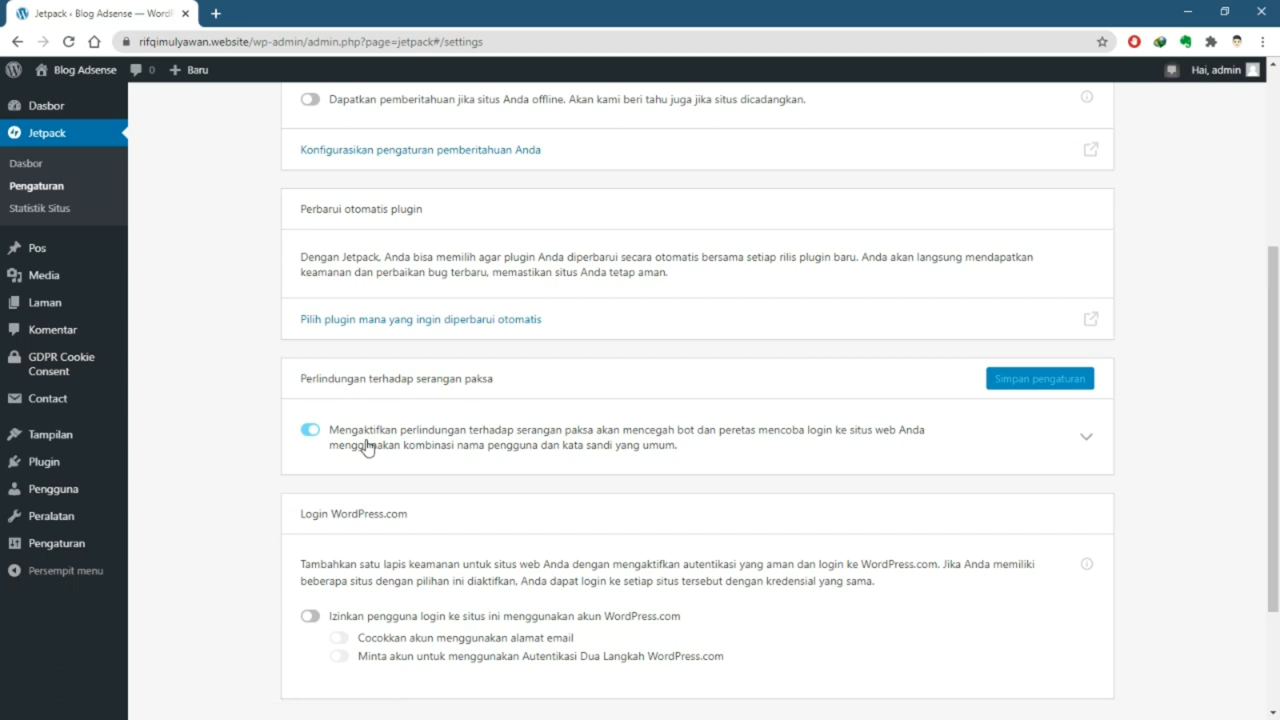 Jetpack ‹ Blog Adsense — WordP
rifqimulyawan.website/wp-admin/admin.php?page=jetpack#/settings
Blog Adsense
0
Baru
Hai, admin
Dasbor
Jetpack
Dasbor
Pengaturan
Statistik Situs
Pos
Media
Laman
Komentar
GDPR Cookie
Consent
Contact
Tampilan
Plugin
Pengguna
Peralatan
Pengaturan
Persempit menu
Dapatkan pemberitahuan jika situs Anda offline. Akan kami beri tahu juga jika situs dicadangkan.
Konfigurasikan pengaturan pemberitahuan Anda
Perbarui otomatis plugin
Dengan Jetpack, Anda bisa memilih agar plugin Anda diperbarui secara otomatis bersama setiap rilis plugin baru. Anda akan langsung mendapatkan
keamanan dan perbaikan bug terbaru, memastikan situs Anda tetap aman.
Pilih plugin mana yang ingin diperbarui otomatis
Perlindungan terhadap serangan paksa
Simpan pengaturan
Mengaktifkan perlindungan terhadap serangan paksa akan mencegah bot dan peretas mencoba login ke situs web Anda
menggunakan kombinasi nama pengguna dan kata sandi yang umum.
Login WordPress.com
Tambahkan satu lapis keamanan untuk situs web Anda dengan mengaktifkan autentikasi yang aman dan login ke WordPress.com. Jika Anda memiliki
beberapa situs dengan pilihan ini diaktifkan, Anda dapat login ke setiap situs tersebut dengan kredensial yang sama.
Izinkan pengguna login ke situs ini menggunakan akun WordPress.com
Cocokkan akun menggunakan alamat email
Minta akun untuk menggunakan Autentikasi Dua Langkah WordPress.com